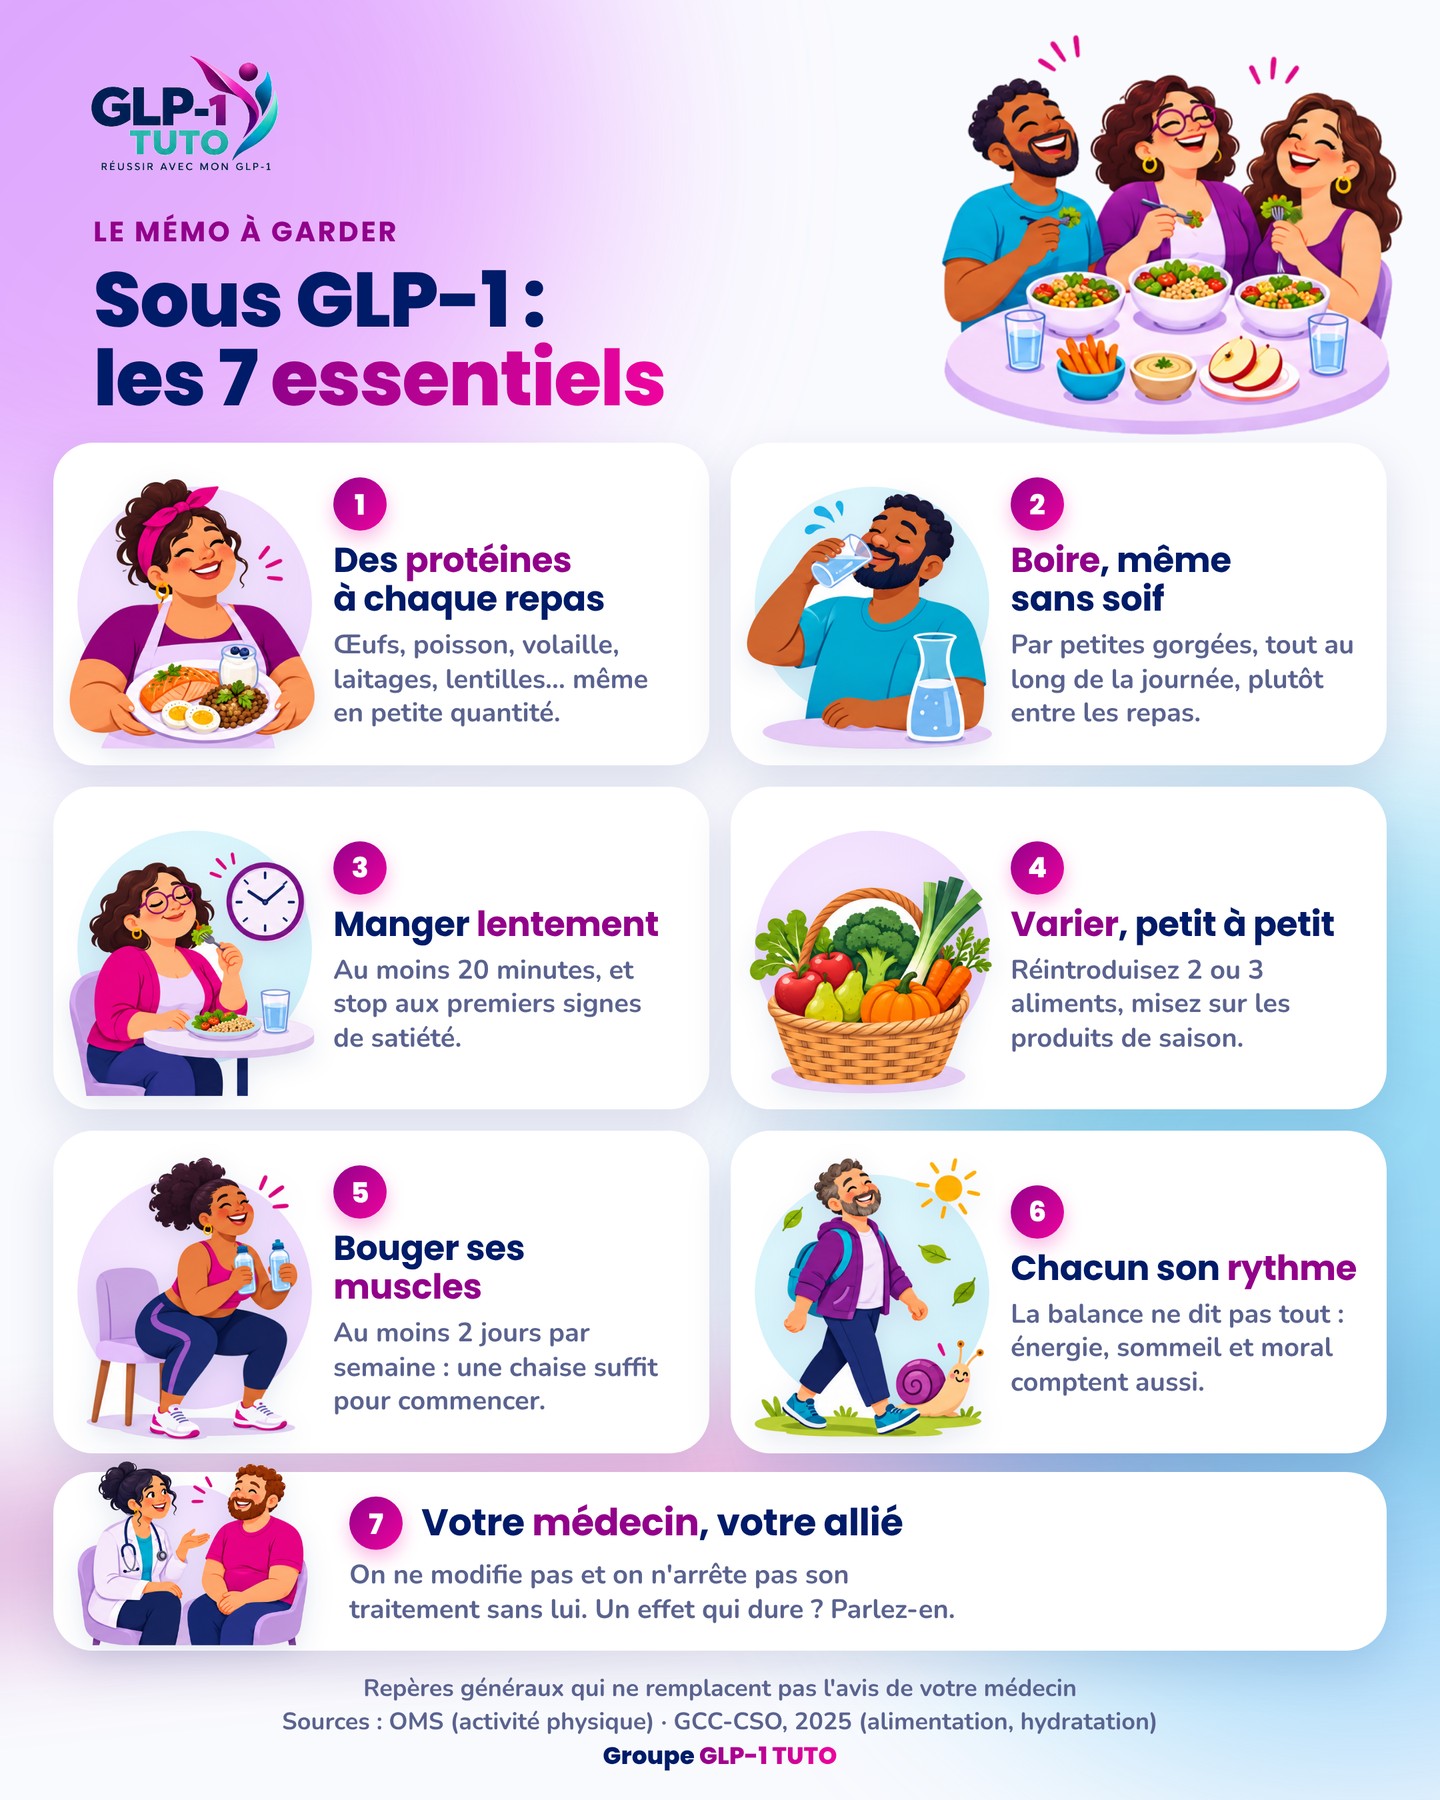 GLP-1
TUTO
RÉUSSIR AVEC MON GLP-1
LE MÉMO À GARDER
Sous GLP-1 :
les 7 essentiels
1
Des protéines
à chaque repas
Œufs, poisson, volaille,
laitages, lentilles... même
en petite quantité.
2
Boire, même
sans soif
Par petites gorgées, tout au
long de la journée, plutôt
entre les repas.
3
Manger lentement
Au moins 20 minutes, et
stop aux premiers signes
de satiété.
4
Varier, petit à petit
Réintroduisez 2 ou 3
aliments, misez sur les
produits de saison.
5
Bouger ses
muscles
Au moins 2 jours par
semaine : une chaise suffit
pour commencer.
6
Chacun son rythme
La balance ne dit pas tout :
énergie, sommeil et moral
comptent aussi.
7 Votre médecin, votre allié
On ne modifie pas et on n'arrête pas son
traitement sans lui. Un effet qui dure ? Parlez-en.
Repères généraux qui ne remplacent pas l'avis de votre médecin
Sources : OMS (activité physique) · GCC-CSO, 2025 (alimentation, hydratation)
Groupe GLP-1 TUTO